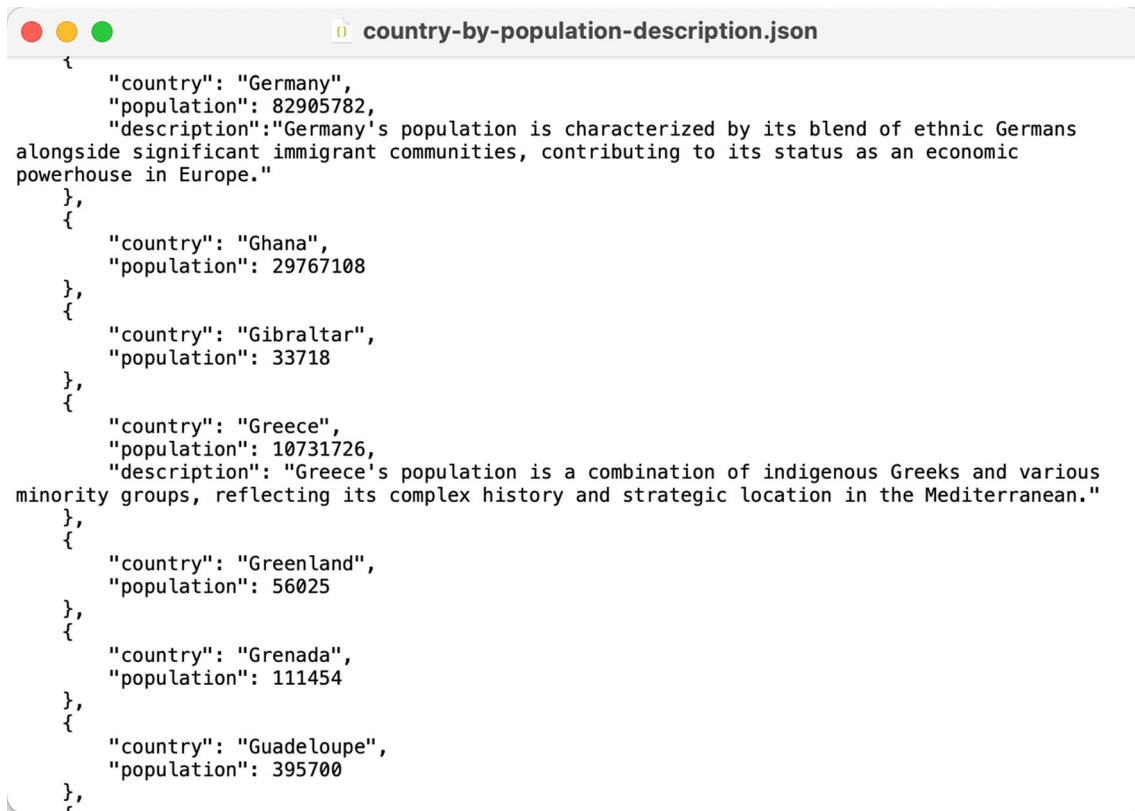 country-by-population-description.json
{
"country": "Germany",
"population": 82905782,
"description":"Germany's population is characterized by its blend of ethnic Germans
alongside significant immigrant communities, contributing to its status as an economic
powerhouse in Europe."
},
{
"country": "Ghana",
"population": 29767108
},
{
"country": "Gibraltar",
"population": 33718
},
{
"country": "Greece",
"population": 10731726,
"description": "Greece's population is a combination of indigenous Greeks and various
minority groups, reflecting its complex history and strategic location in the Mediterranean."
},
{
"country": "Greenland",
"population": 56025
},
{
"country": "Grenada",
"population": 111454
},
{
"country": "Guadeloupe",
"population": 395700
},
{